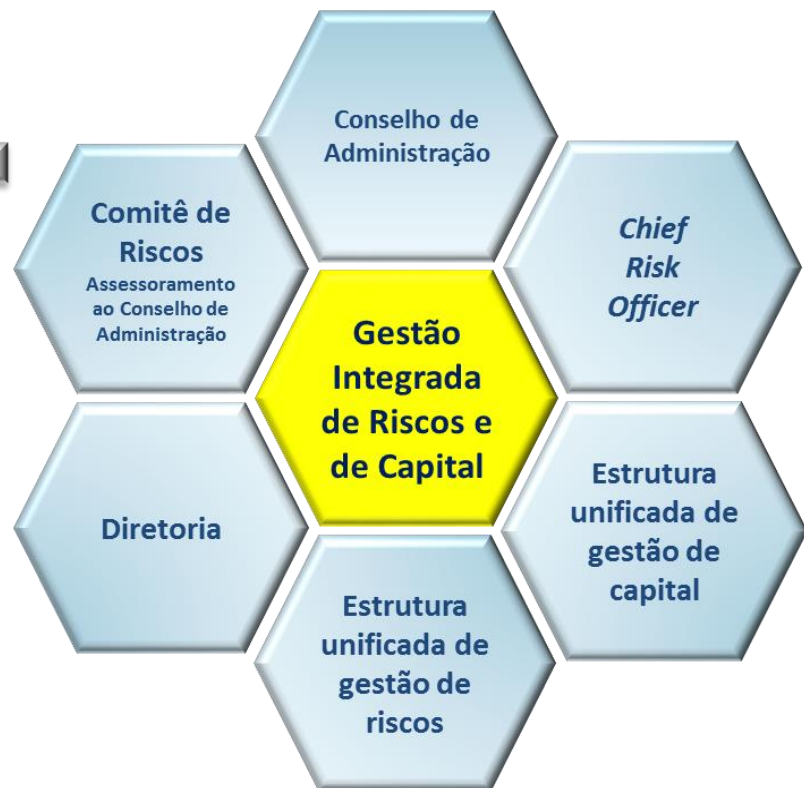 Conselho de
Administração
Comitê de
Riscos
Assessoramento
ao Conselho de
Administração
Chief
Risk
Officer
Gestão
Integrada
de Riscos e
de Capital
Diretoria
Estrutura
unificada de
gestão de
capital
Estrutura
unificada de
gestão de
riscos